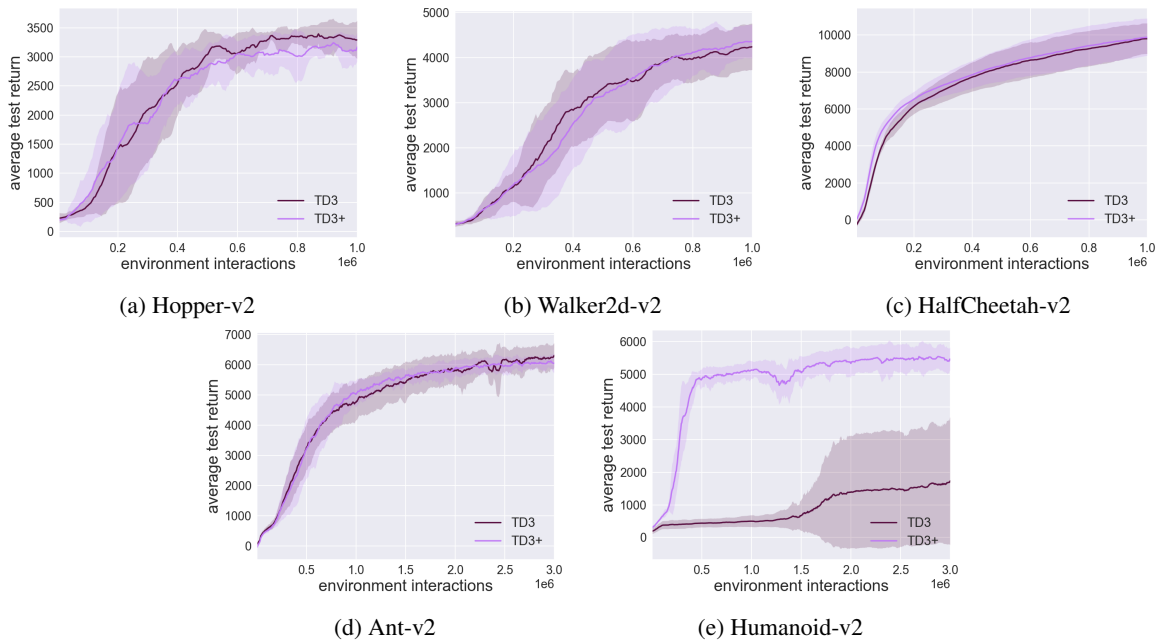 3500
3000
2500
2000
1500
1000
500
0
average test return
TD3
TD3+
0.2 0.4 0.6 0.8 1.0
environment interactions 1e6
(a) Hopper-v2
5000
4000
3000
2000
1000
average test return
TD3
TD3+
0.2 0.4 0.6 0.8 1.0
environment interactions 1e6
(b) Walker2d-v2
10000
8000
6000
4000
2000
0
average test return
TD3
TD3+
0.2 0.4 0.6 0.8 1.0
environment interactions 1e6
(c) HalfCheetah-v2
7000
6000
5000
4000
3000
2000
1000
0
average test return
TD3
TD3+
0.5 1.0 1.5 2.0 2.5 3.0
environment interactions 1e6
(d) Ant-v2
6000
5000
4000
3000
2000
1000
0
average test return
TD3
TD3+
0.5 1.0 1.5 2.0 2.5 3.0
environment interactions 1e6
(e) Humanoid-v2